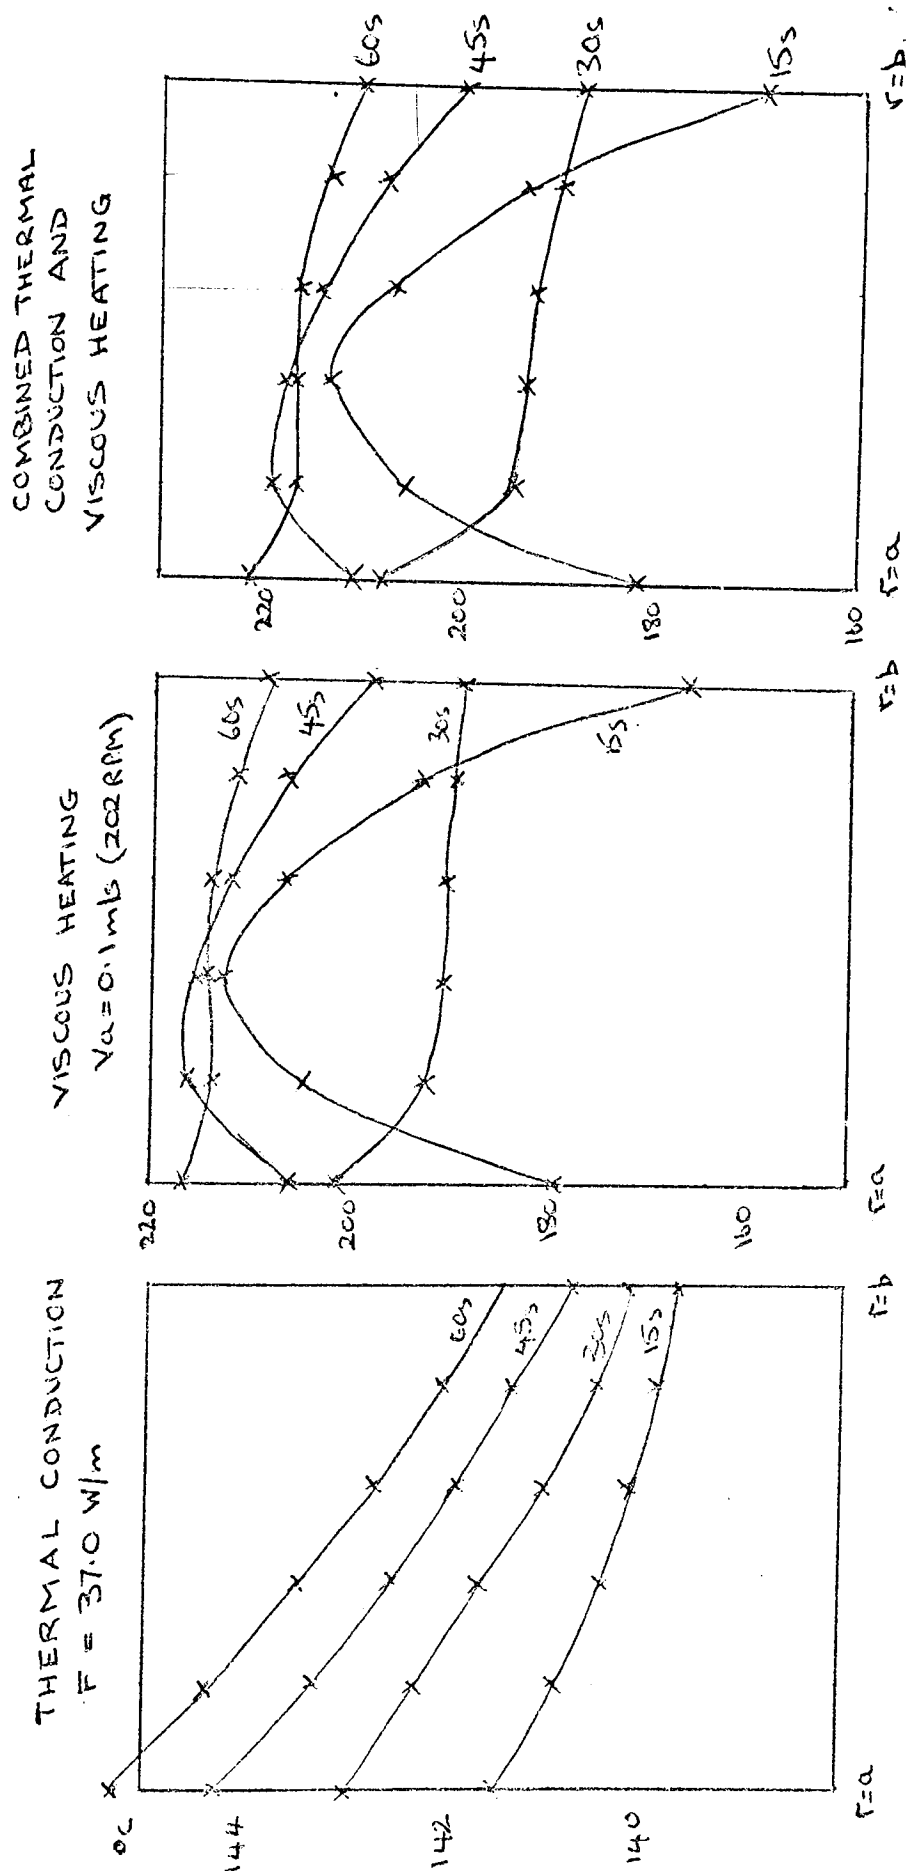 THERMAL CONDUCTION
F = 37.0 W/m
°C
144
142
140
60s
45s
30s
15s
r=a
r=b
VISCOUS HEATING
Va=0.1m/s (202RPM)
220
200
180
160
60s
45s
30s
15s
r=a
r=b
COMBINED THERMAL
CONDUCTION AND
VISCOUS HEATING
220
200
180
160
60s
45s
30s
15s
r=a
r=b